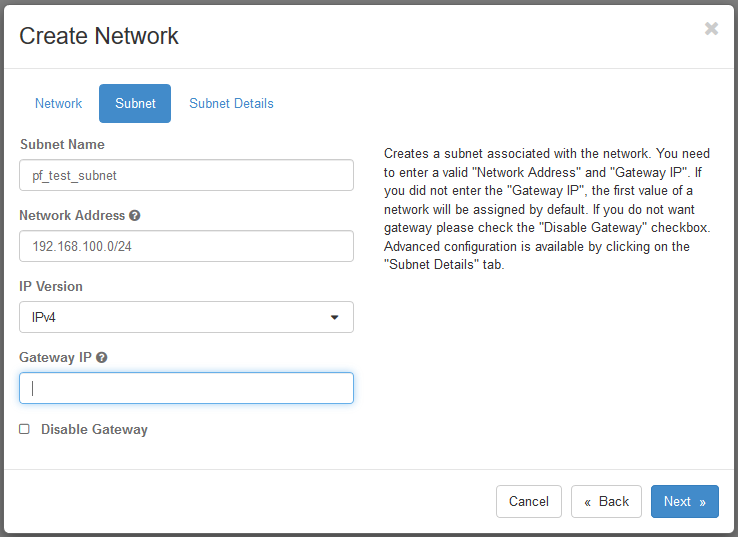 Create Network
Network
Subnet
Subnet Details
Subnet Name
pf_test_subnet
Network Address
192.168.100.0/24
IP Version
IPv4
Gateway IP
Disable Gateway
Creates a subnet associated with the network. You need
to enter a valid "Network Address" and "Gateway IP". If
you did not enter the "Gateway IP", the first value of a
network will be assigned by default. If you do not want
gateway please check the "Disable Gateway" checkbox.
Advanced configuration is available by clicking on the
"Subnet Details" tab.
Cancel
« Back
Next »